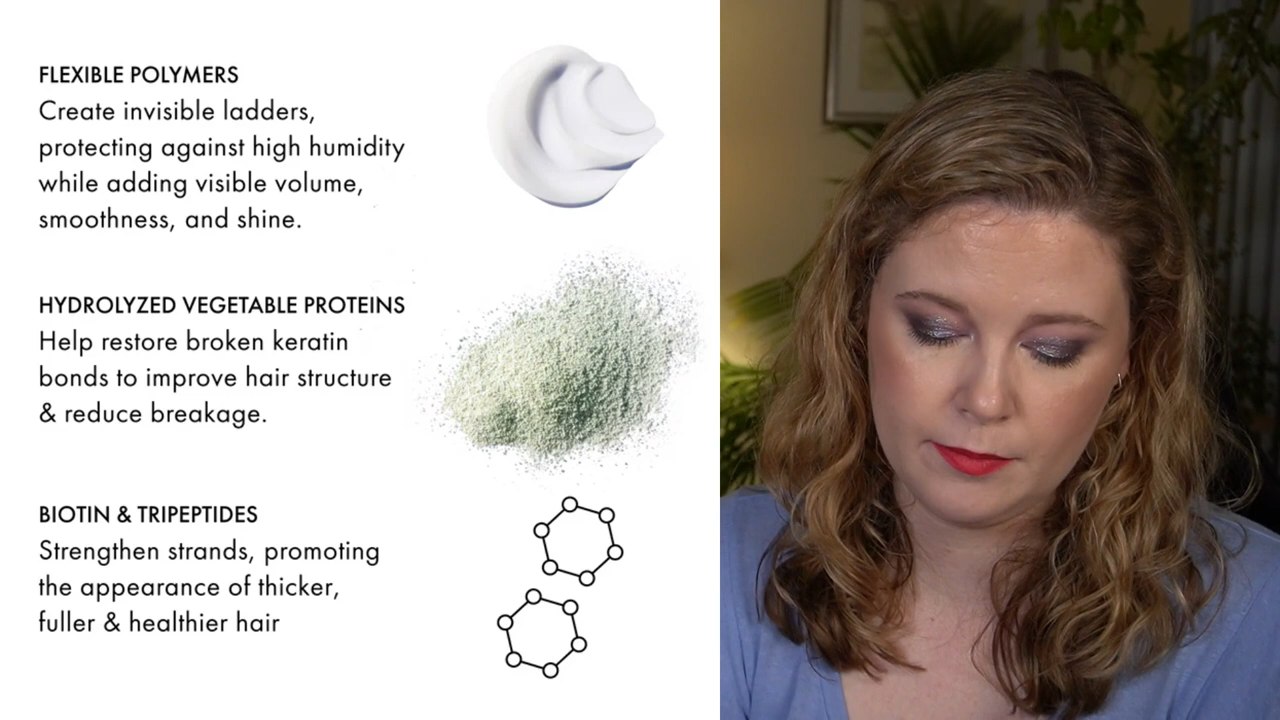 FLEXIBLE POLYMERS
Create invisible ladders,
protecting against high humidity
while adding visible volume,
smoothness, and shine.
HYDROLYZED VEGETABLE PROTEINS
Help restore broken keratin
bonds to improve hair structure
& reduce breakage.
BIOTIN & TRIPEPTIDES
Strengthen strands, promoting
the appearance of thicker,
fuller & healthier hair